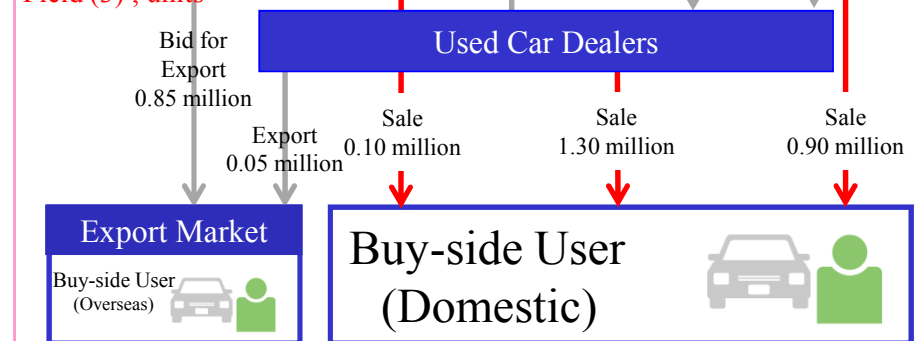 Used Car Dealers
Bid for
Export
0.85 million
Export
0.05 million
Sale
0.10 million
Sale
1.30 million
Sale
0.90 million
Export Market
Buy-side User
(Overseas)
Buy-side User
(Domestic)